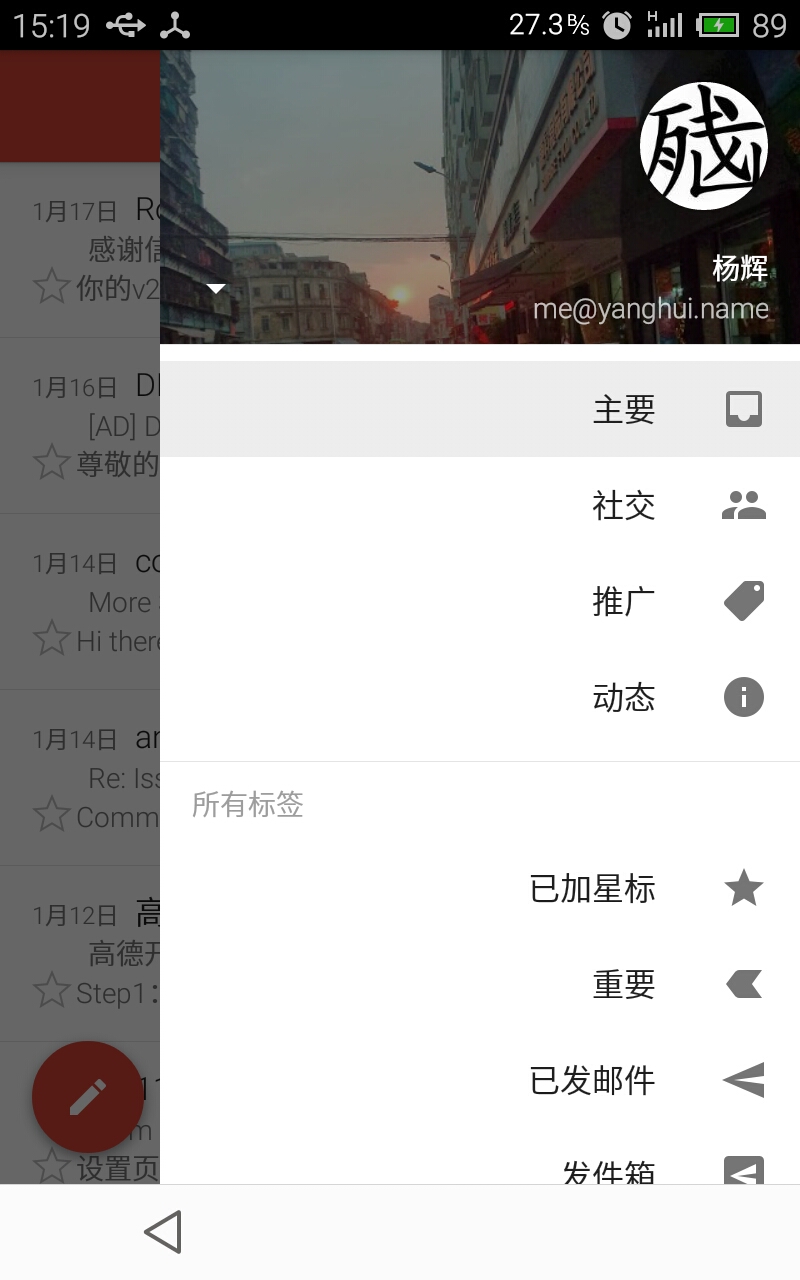 15:19
27.3 B/s
H
89
杨辉
me@yanghui.name
主要
社交
推广
动态
所有标签
已加星标
重要
已发邮件
发件箱
1月17日
感谢信
你的v2
1月16日
[AD] D
尊敬的
1月14日 co
More
Hi there
1月14日 ar
Re: Iss
Comm
1月12日 高
高德开
Step1：
设置页